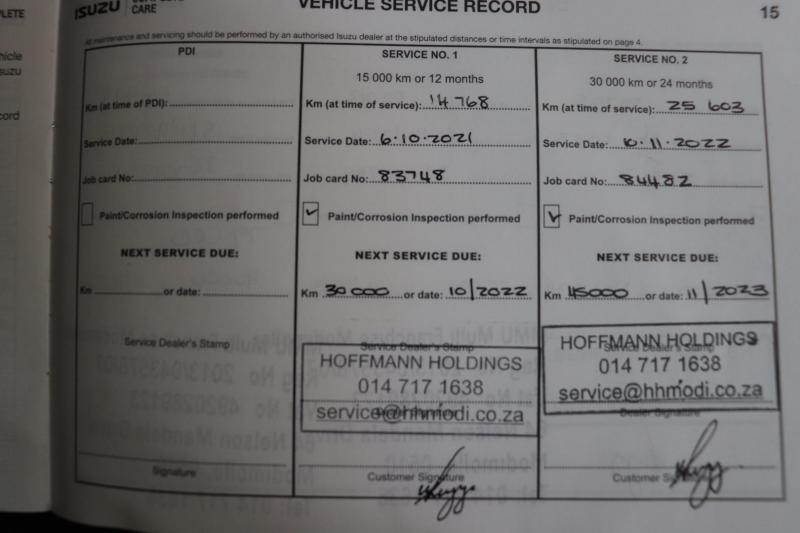 LETE
ISUZU CARE
VEHICLE SERVICE RECORD
15
All maintenance and servicing should be performed by an authorised Isuzu dealer at the stipulated distances or time intervals as stipulated on page 4.
hicle
suzu
cord
PDI
Km (at time of PDI):
Service Date:
Job card No:
Paint/Corrosion Inspection performed
NEXT SERVICE DUE:
Km or date:
Service Dealer's Stamp
Signature
SERVICE NO. 1
15 000 km or 12 months
Km (at time of service): 14 768
Service Date: 6.10.2021
Job card No: 83748
Paint/Corrosion Inspection performed
NEXT SERVICE DUE:
Km 30 000 or date: 10/2022
Service Dealer's Stamp
HOFFMANN HOLDINGS
014 717 1638
service@hhmodi.co.za
Customer Signature
SERVICE NO. 2
30 000 km or 24 months
Km (at time of service): 25 603
Service Date: 10.11.2022
Job card No: 84482
Paint/Corrosion Inspection performed
NEXT SERVICE DUE:
Km 45000 or date: 11/2023
Service Dealer's Stamp
HOFFMANN HOLDINGS
014 717 1638
service@hhmodi.co.za
Dealer Signature
Customer Signature